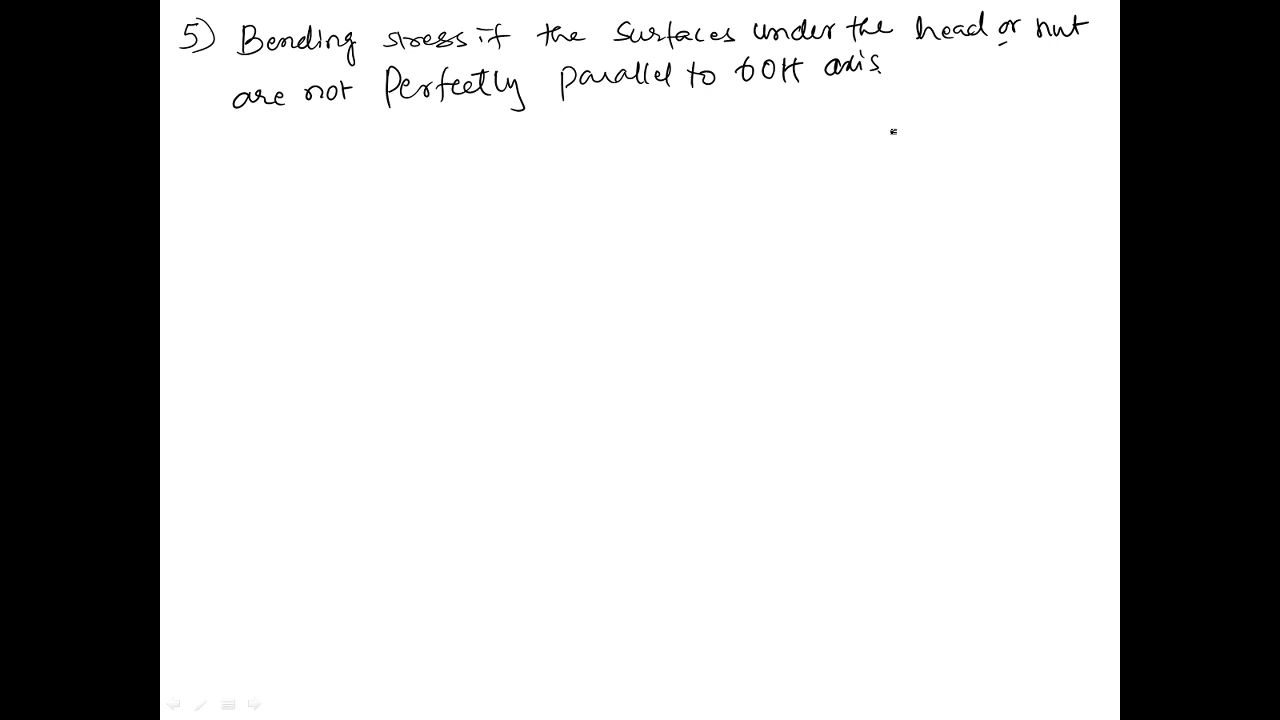 5) Bending stress if the surfaces under the head or nut
are not Perfectly parallel to bolt axis.